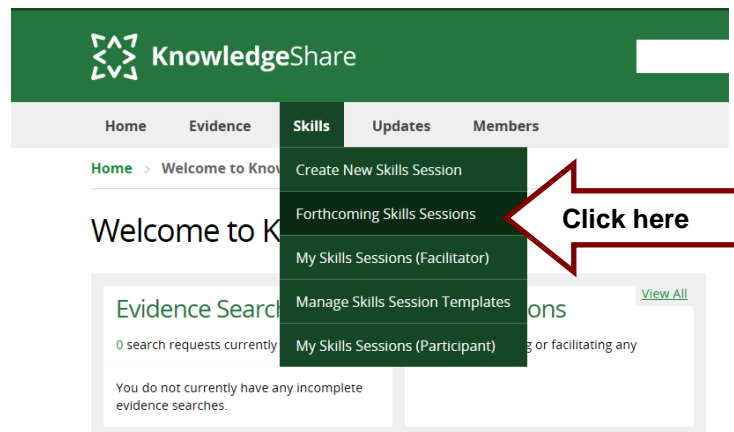 KnowledgeShare
Home Evidence Skills Updates Members
Home > Welcome to Know
Create New Skills Session
Forthcoming Skills Sessions
My Skills Sessions (Facilitator)
Manage Skills Session Templates
My Skills Sessions (Participant)
Click here
Welcome to K
Evidence Search
ons
View All
0 search requests currently
g or facilitating any
You do not currently have any incomplete
evidence searches.